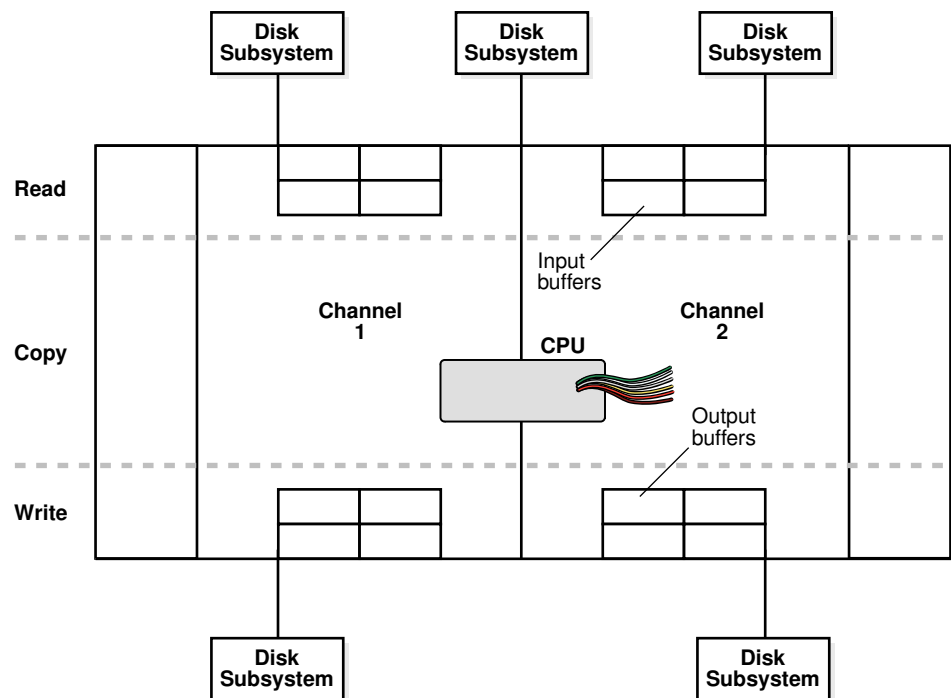 Disk
Subsystem
Disk
Subsystem
Disk
Subsystem
Read
Input
buffers
Channel
1
Channel
2
Copy
CPU
Output
buffers
Write
Disk
Subsystem
Disk
Subsystem